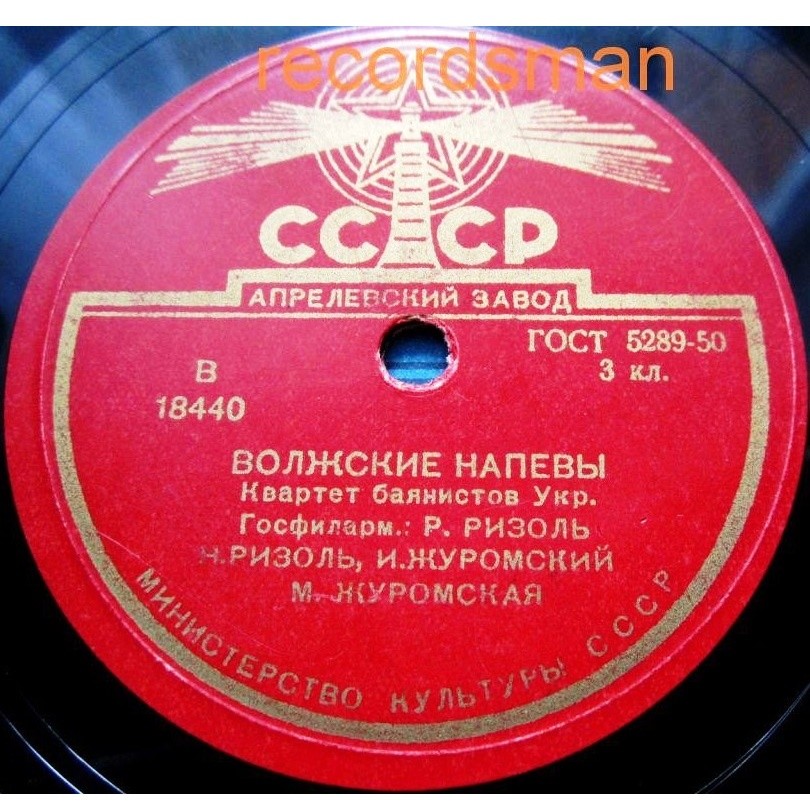 recordsman
СССР
АПРЕЛЕВСКИЙ ЗАВОД
ГОСТ 5289-50
3 кл.
В
18440
ВОЛЖСКИЕ НАПЕВЫ
Квартет баянистов Укр.
Госфиларм.: Р. РИЗОЛЬ
Н.РИЗОЛЬ, И.ЖУРОМСКИЙ
М. ЖУРОМСКАЯ
МИНИСТЕРСТВО КУЛЬТУРЫ СССР